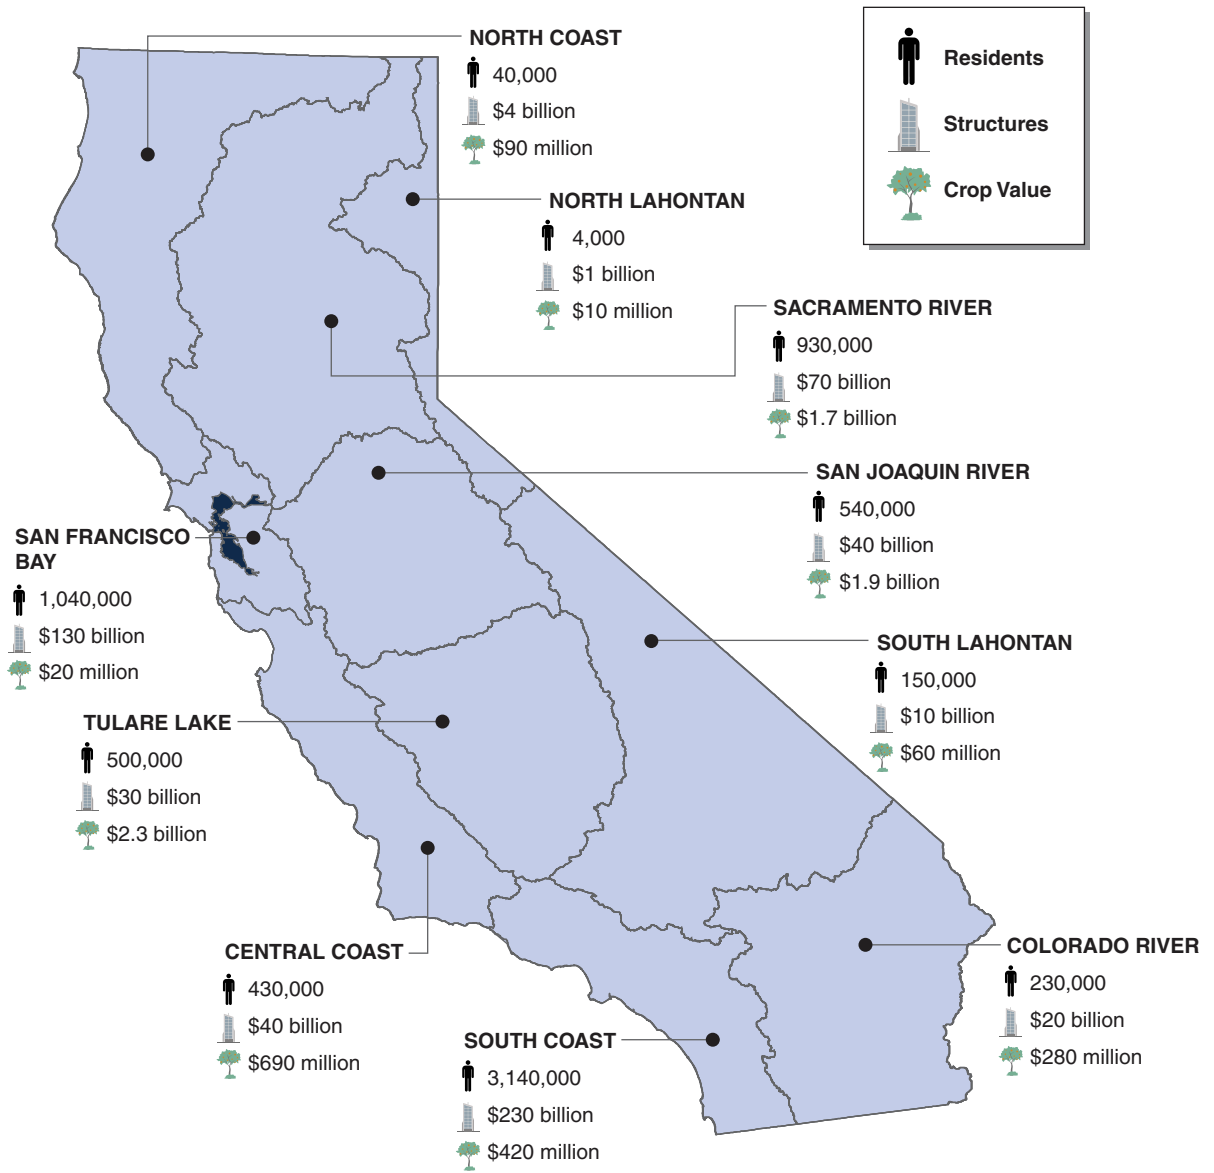 NORTH COAST
40,000
$4 billion
$90 million
Residents
Structures
Crop Value
NORTH LAHONTAN
4,000
$1 billion
$10 million
SACRAMENTO RIVER
930,000
$70 billion
$1.7 billion
SAN JOAQUIN RIVER
540,000
$40 billion
$1.9 billion
SAN FRANCISCO
BAY
1,040,000
$130 billion
$20 million
SOUTH LAHONTAN
150,000
$10 billion
$60 million
TULARE LAKE
500,000
$30 billion
$2.3 billion
CENTRAL COAST
430,000
$40 billion
$690 million
COLORADO RIVER
230,000
$20 billion
$280 million
SOUTH COAST
3,140,000
$230 billion
$420 million